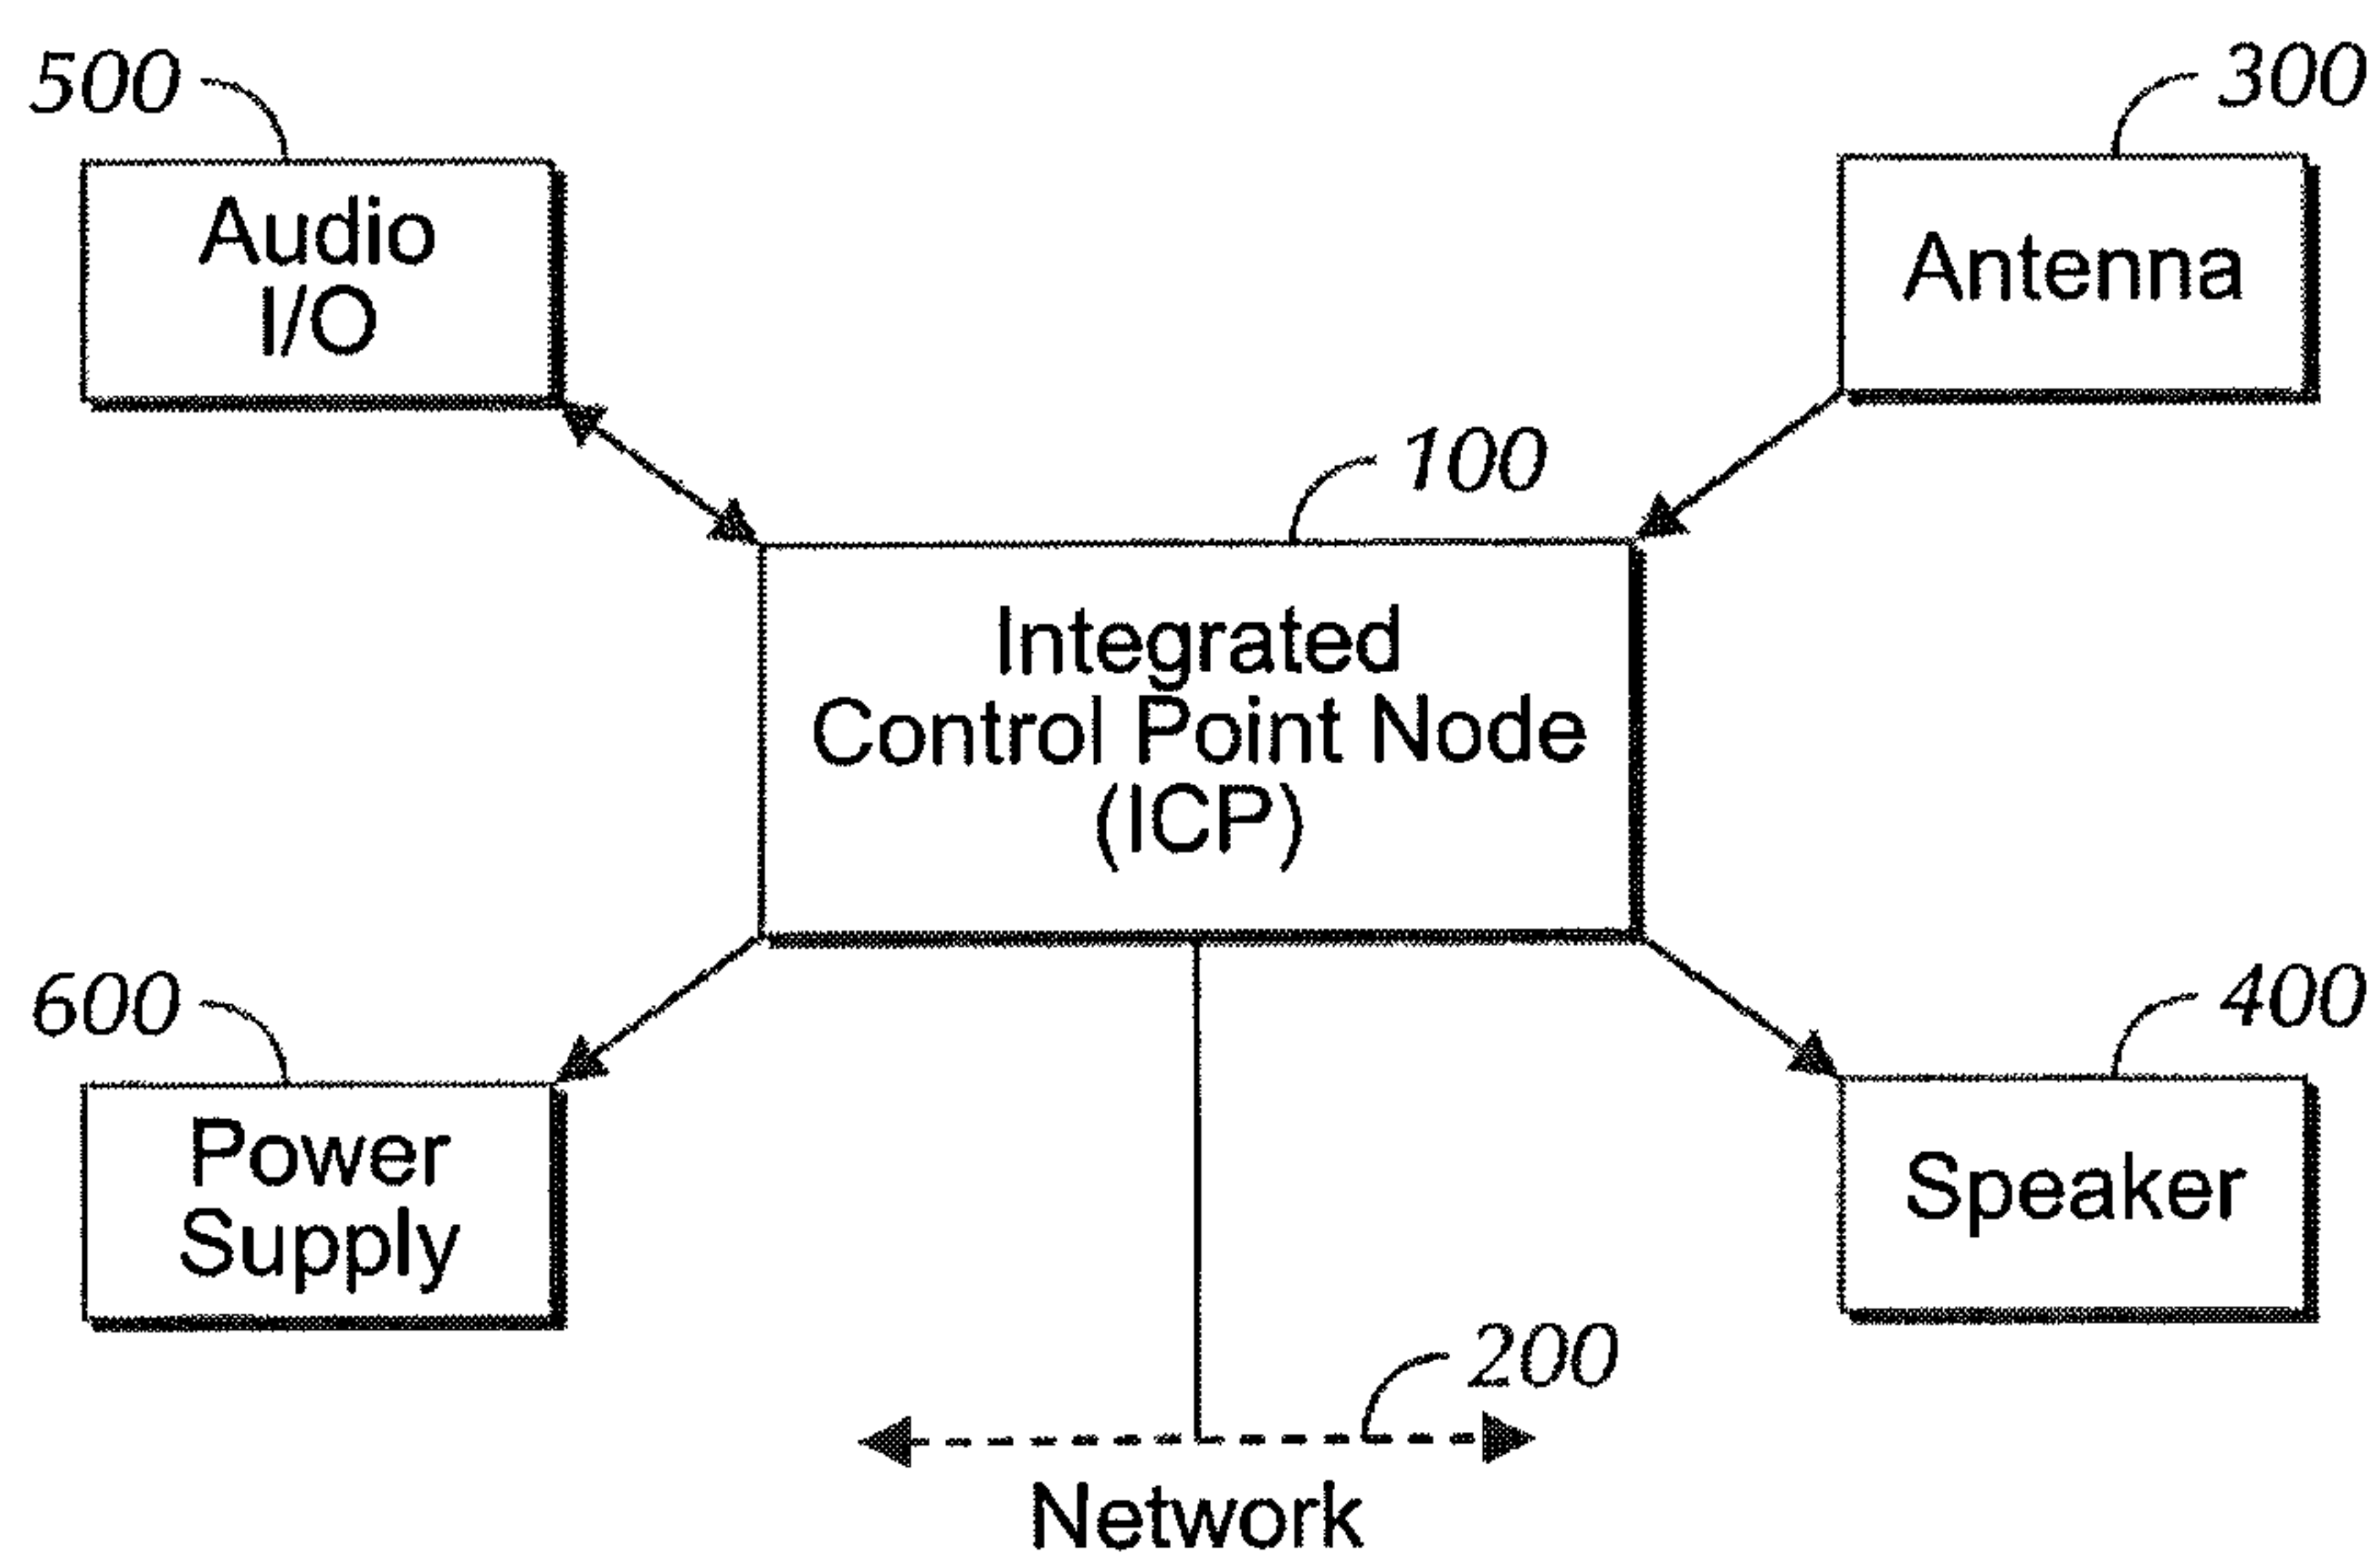 500
300
Audio
I/O
Antenna
100
Integrated
Control Point Node
(ICP)
600
400
Power
Supply
Speaker
200
Network